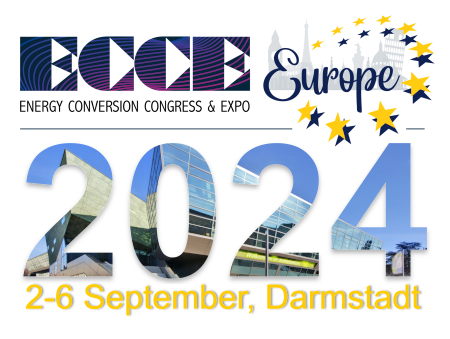 ECCE
Europe
ENERGY CONVERSION CONGRESS & EXPO
2024
2-6 September, Darmstadt